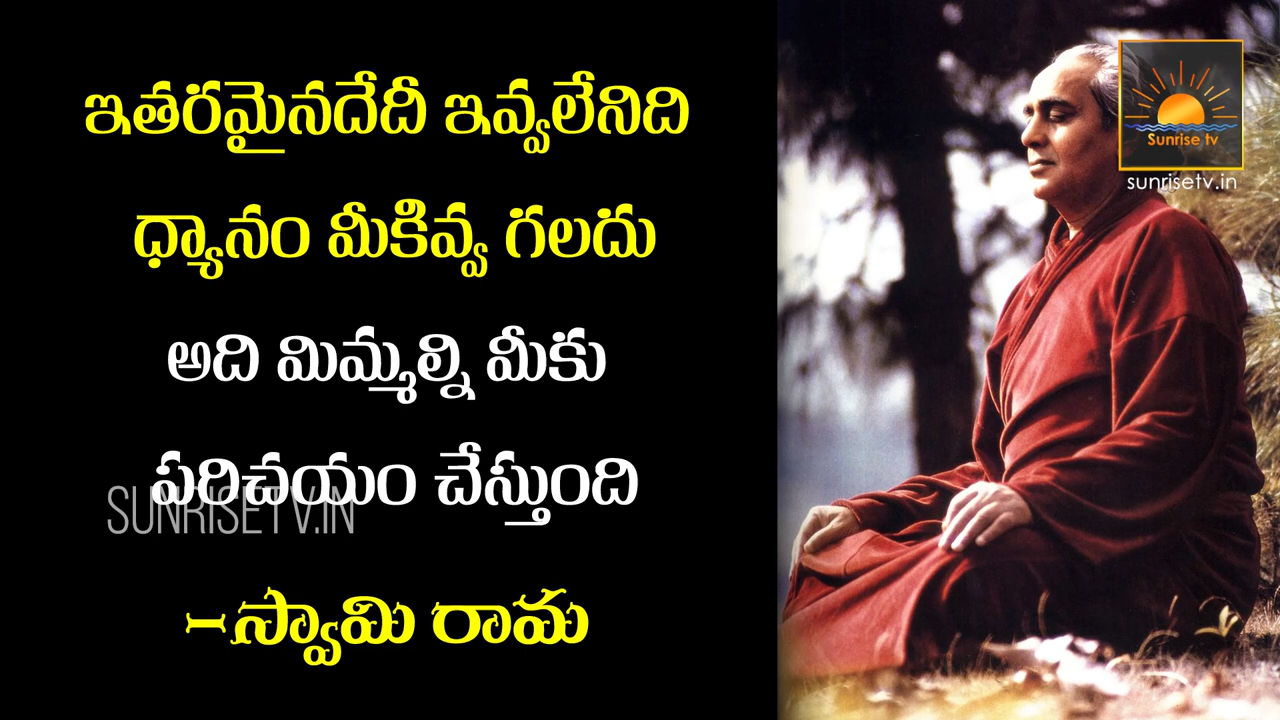 ఇతరమైనదేదీ ఇవ్వలేనిది
ధ్యానం మీకివ్వ గలదు
అది మిమ్మల్ని మీకు
పరిచయం చేస్తుంది
SUNRISETV.IN
-స్వామి రామ
Sunrise tv
sunrisetv.in